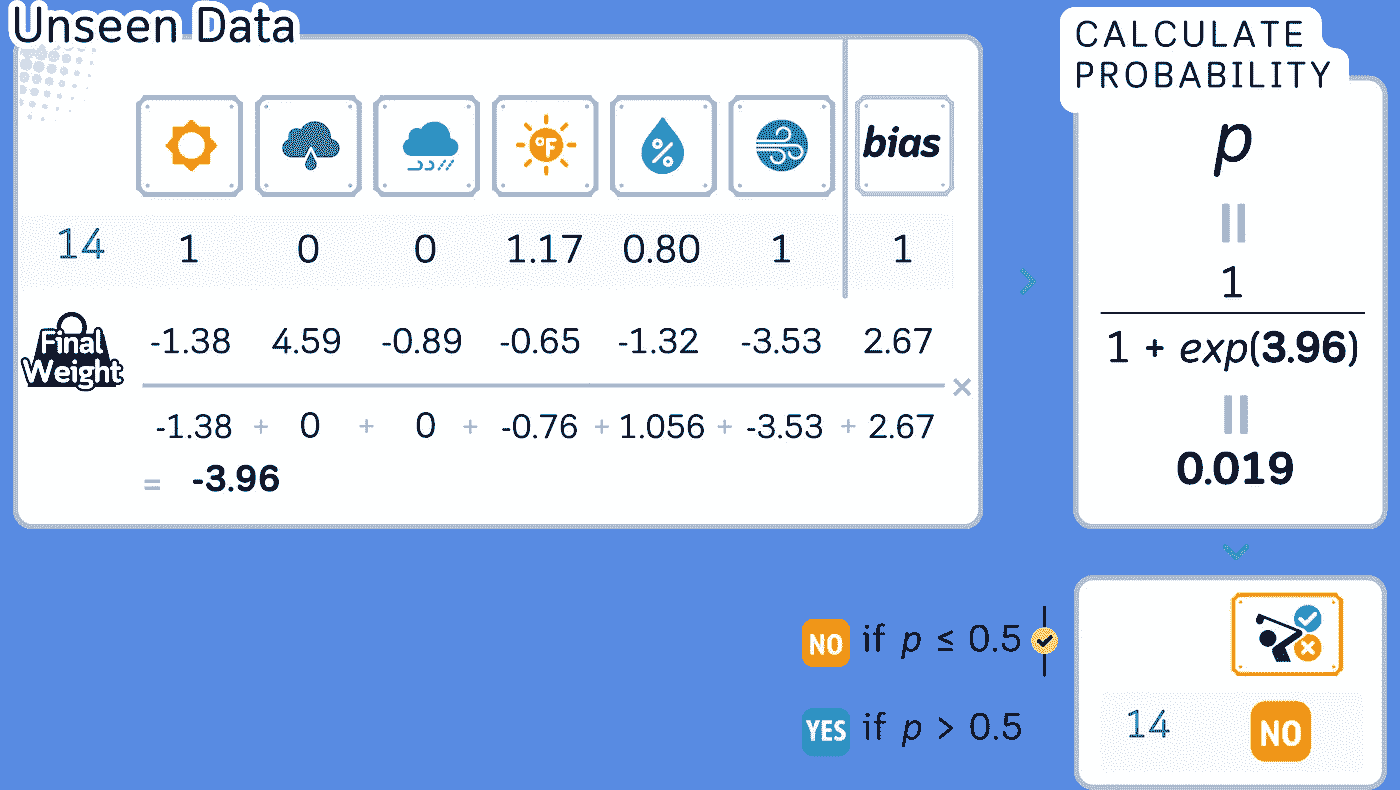 Unseen Data
CALCULATE
PROBABILITY
°F
%
bias
14 1 0 0 1.17 0.80 1 1
Final
Weight
-1.38 4.59 -0.89 -0.65 -1.32 -3.53 2.67
×
-1.38 + 0 + 0 + -0.76 + 1.056 + -3.53 + 2.67
= -3.96
p
=
1
1 + exp(3.96)
=
0.019
NO if p ≤ 0.5
YES if p > 0.5
14 NO